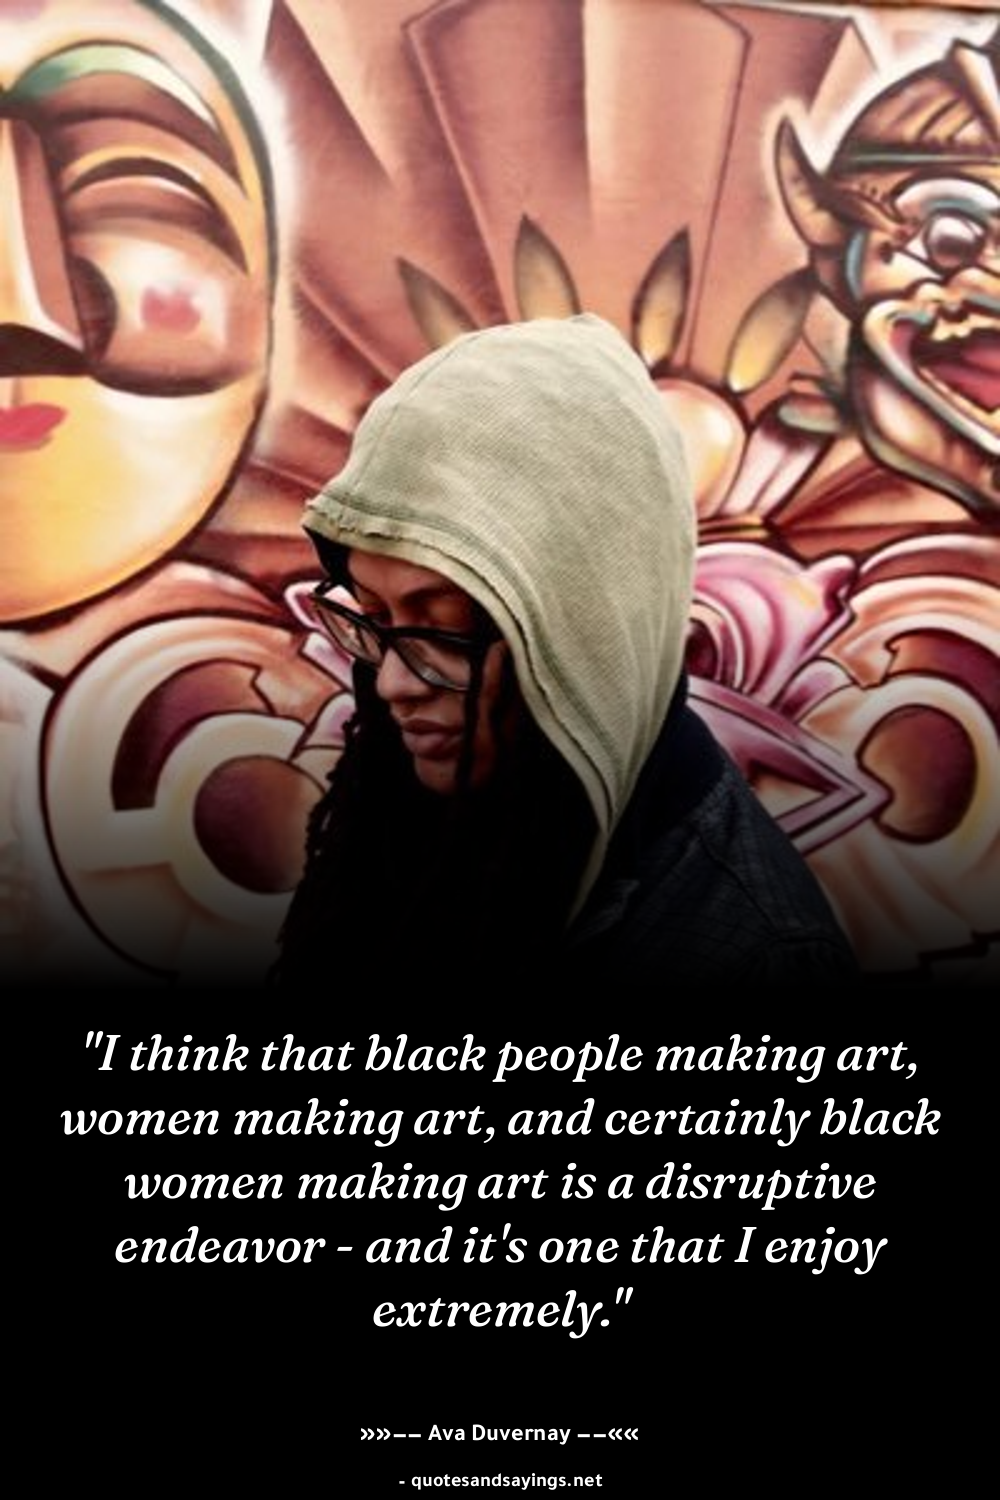 "I think that black people making art,
women making art, and certainly black
women making art is a disruptive
endeavor - and it's one that I enjoy
extremely."
»»–– Ava Duvernay ––««
- quotesandsayings.net